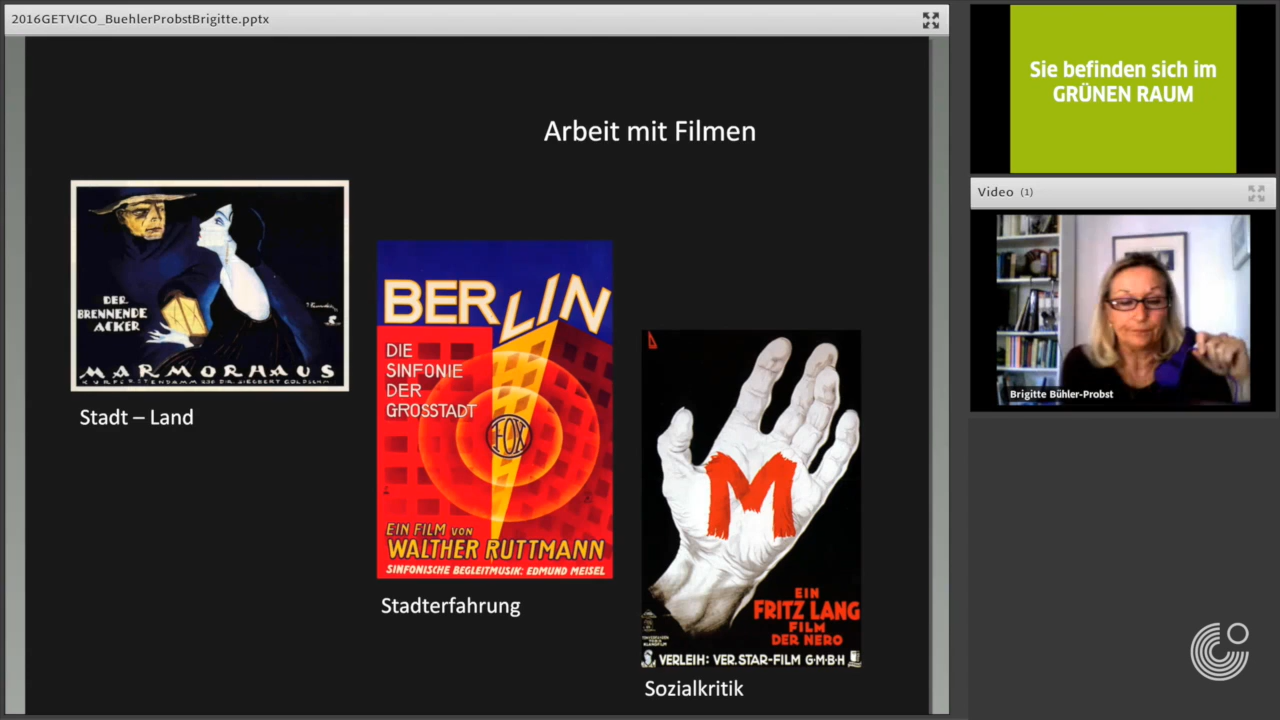 2016GETVICO_BuehlerProbstBrigitte.pptx
Arbeit mit Filmen
DER
BRENNENDE
ACKER
MARMORHAUS
Stadt – Land
BERLIN
DIE
SINFONIE
DER
GROSSTADT
FOX
EIN FILM VON
WALTHER RUTTMANN
SINFONISCHE BEGLEITMUSIK: EDMUND MEISEL
Stadterfahrung
M
EIN
FRITZ LANG
FILM
DER NERO
VERLEIH: VER. STAR-FILM G·M·B·H
Sozialkritik
Sie befinden sich im
GRÜNEN RAUM
Video (1)
Brigitte Bühler-Probst